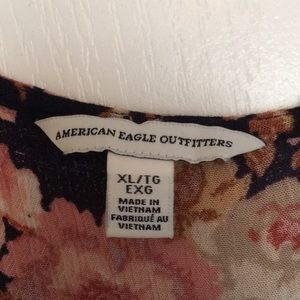 AMERICAN EAGLE OUTFITTERS
XL/TG
EXG
MADE IN
VIETNAM
FABRIQUÉ AU
VIETNAM